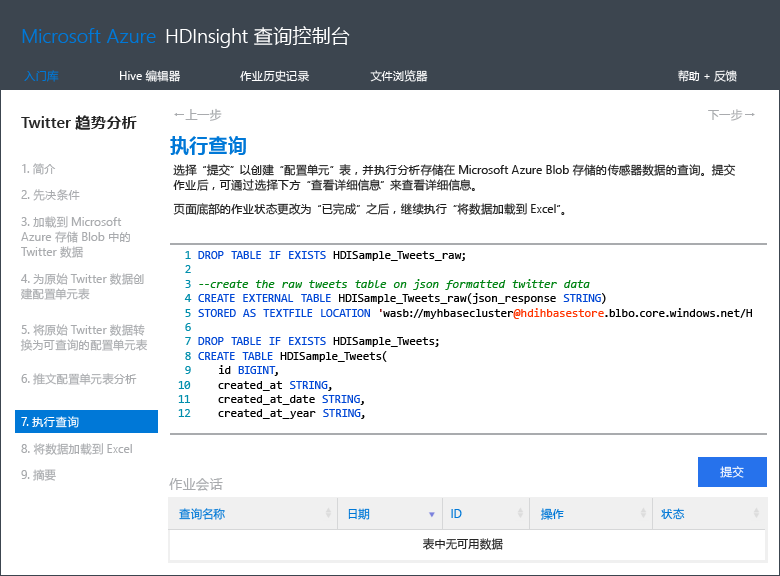 Microsoft Azure HDInsight 查询控制台
入门库 Hive 编辑器 作业历史记录 文件浏览器 帮助 + 反馈
Twitter 趋势分析
1. 简介
2. 先决条件
3. 加载到 Microsoft
Azure 存储 Blob 中的
Twitter 数据
4. 为原始 Twitter 数据创
建配置单元表
5. 将原始 Twitter 数据转
换为可查询的配置单元表
6. 推文配置单元表分析
7. 执行查询
8. 将数据加载到 Excel
9. 摘要
←上一步 下一步→
执行查询
选择“提交”以创建“配置单元”表，并执行分析存储在 Microsoft Azure Blob 存储的传感器数据的查询。提交
作业后，可通过选择下方“查看详细信息”来查看详细信息。
页面底部的作业状态更改为“已完成”之后，继续执行“将数据加载到 Excel”。
1 DROP TABLE IF EXISTS HDISample_Tweets_raw;
2
3 --create the raw tweets table on json formatted twitter data
4 CREATE EXTERNAL TABLE HDISample_Tweets_raw(json_response STRING)
5 STORED AS TEXTFILE LOCATION 'wasb://myhbasecluster@hdihbasestore.blbo.core.windows.net/H
6
7 DROP TABLE IF EXISTS HDISample_Tweets;
8 CREATE TABLE HDISample_Tweets(
9 id BIGINT,
10 created_at STRING,
11 created_at_date STRING,
12 created_at_year STRING,
提交
作业会话
查询名称 日期 ID 操作 状态
表中无可用数据